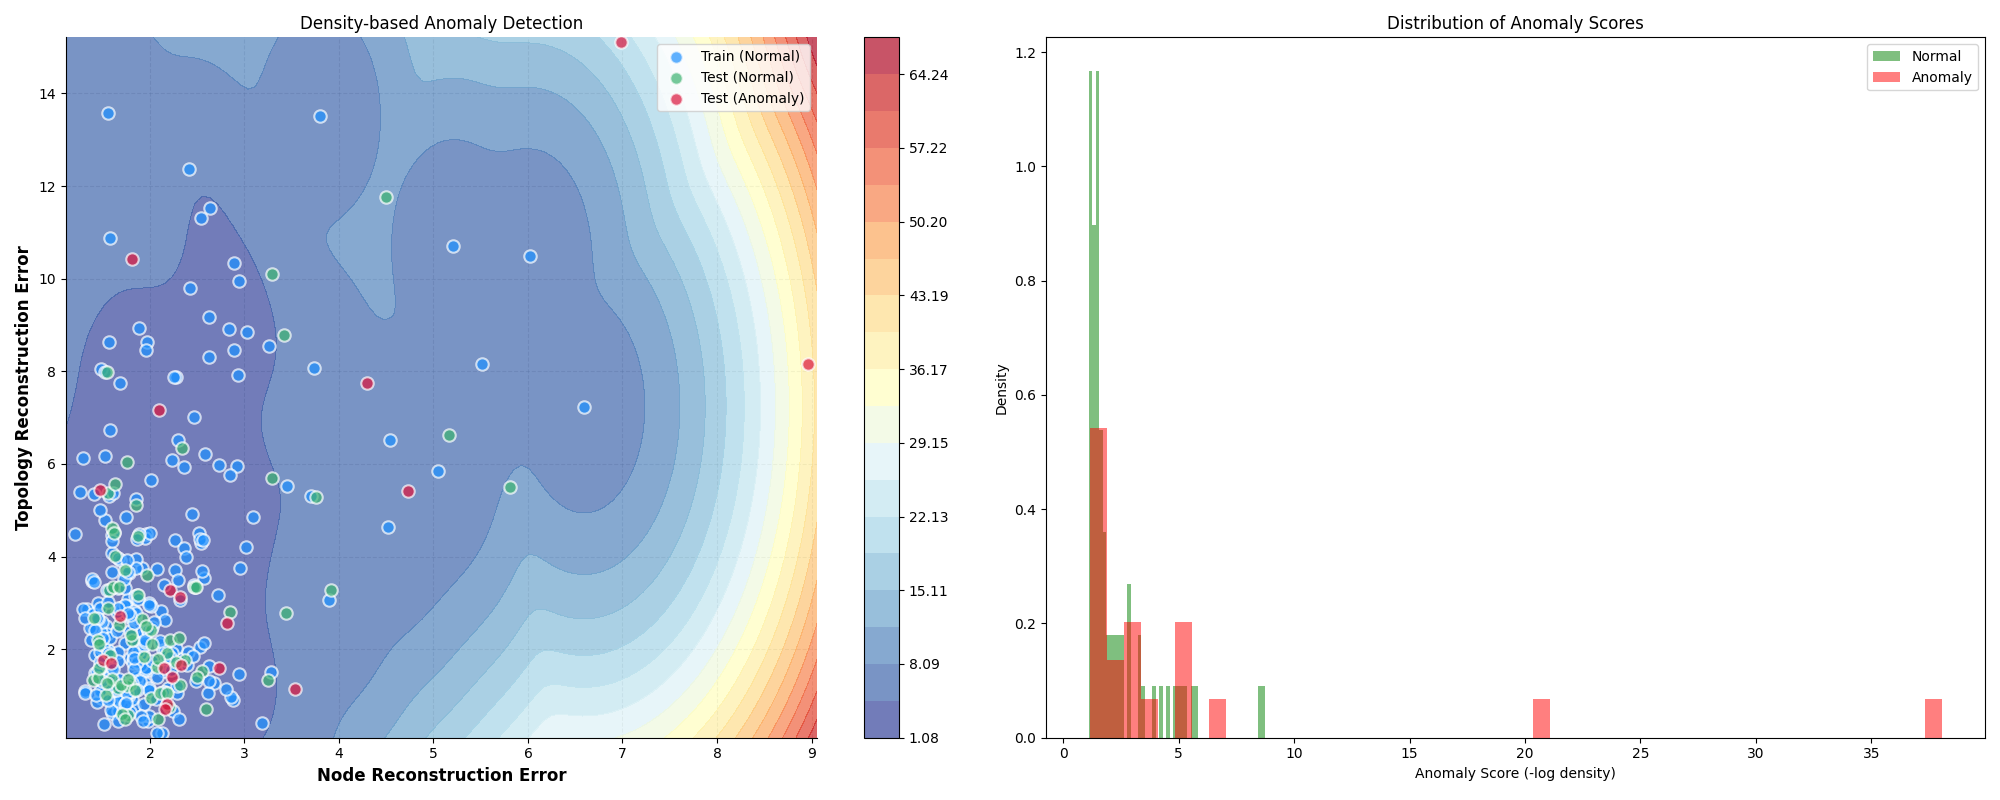 Density-based Anomaly Detection
Topology Reconstruction Error
14
12
10
8
6
4
2
2 3 4 5 6 7 8 9
Node Reconstruction Error
Train (Normal)
Test (Normal)
Test (Anomaly)
64.24
57.22
50.20
43.19
36.17
29.15
22.13
15.11
8.09
1.08
Distribution of Anomaly Scores
Density
1.2
1.0
0.8
0.6
0.4
0.2
0.0
0 5 10 15 20 25 30 35
Anomaly Score (-log density)
Normal
Anomaly